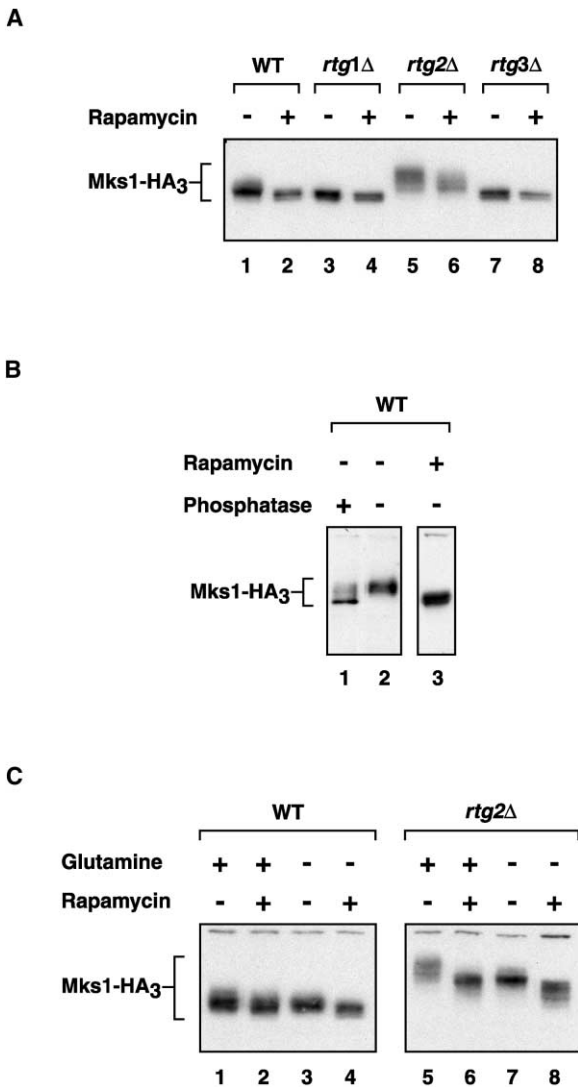 A
WT rtg1Δ rtg2Δ rtg3Δ
Rapamycin - + - + - + - +
Mks1-HA3
1 2 3 4 5 6 7 8
B
WT
Rapamycin - - +
Phosphatase + - -
Mks1-HA3
1 2 3
C
WT rtg2Δ
Glutamine + + - - + + - -
Rapamycin - + - + - + - +
Mks1-HA3
1 2 3 4 5 6 7 8